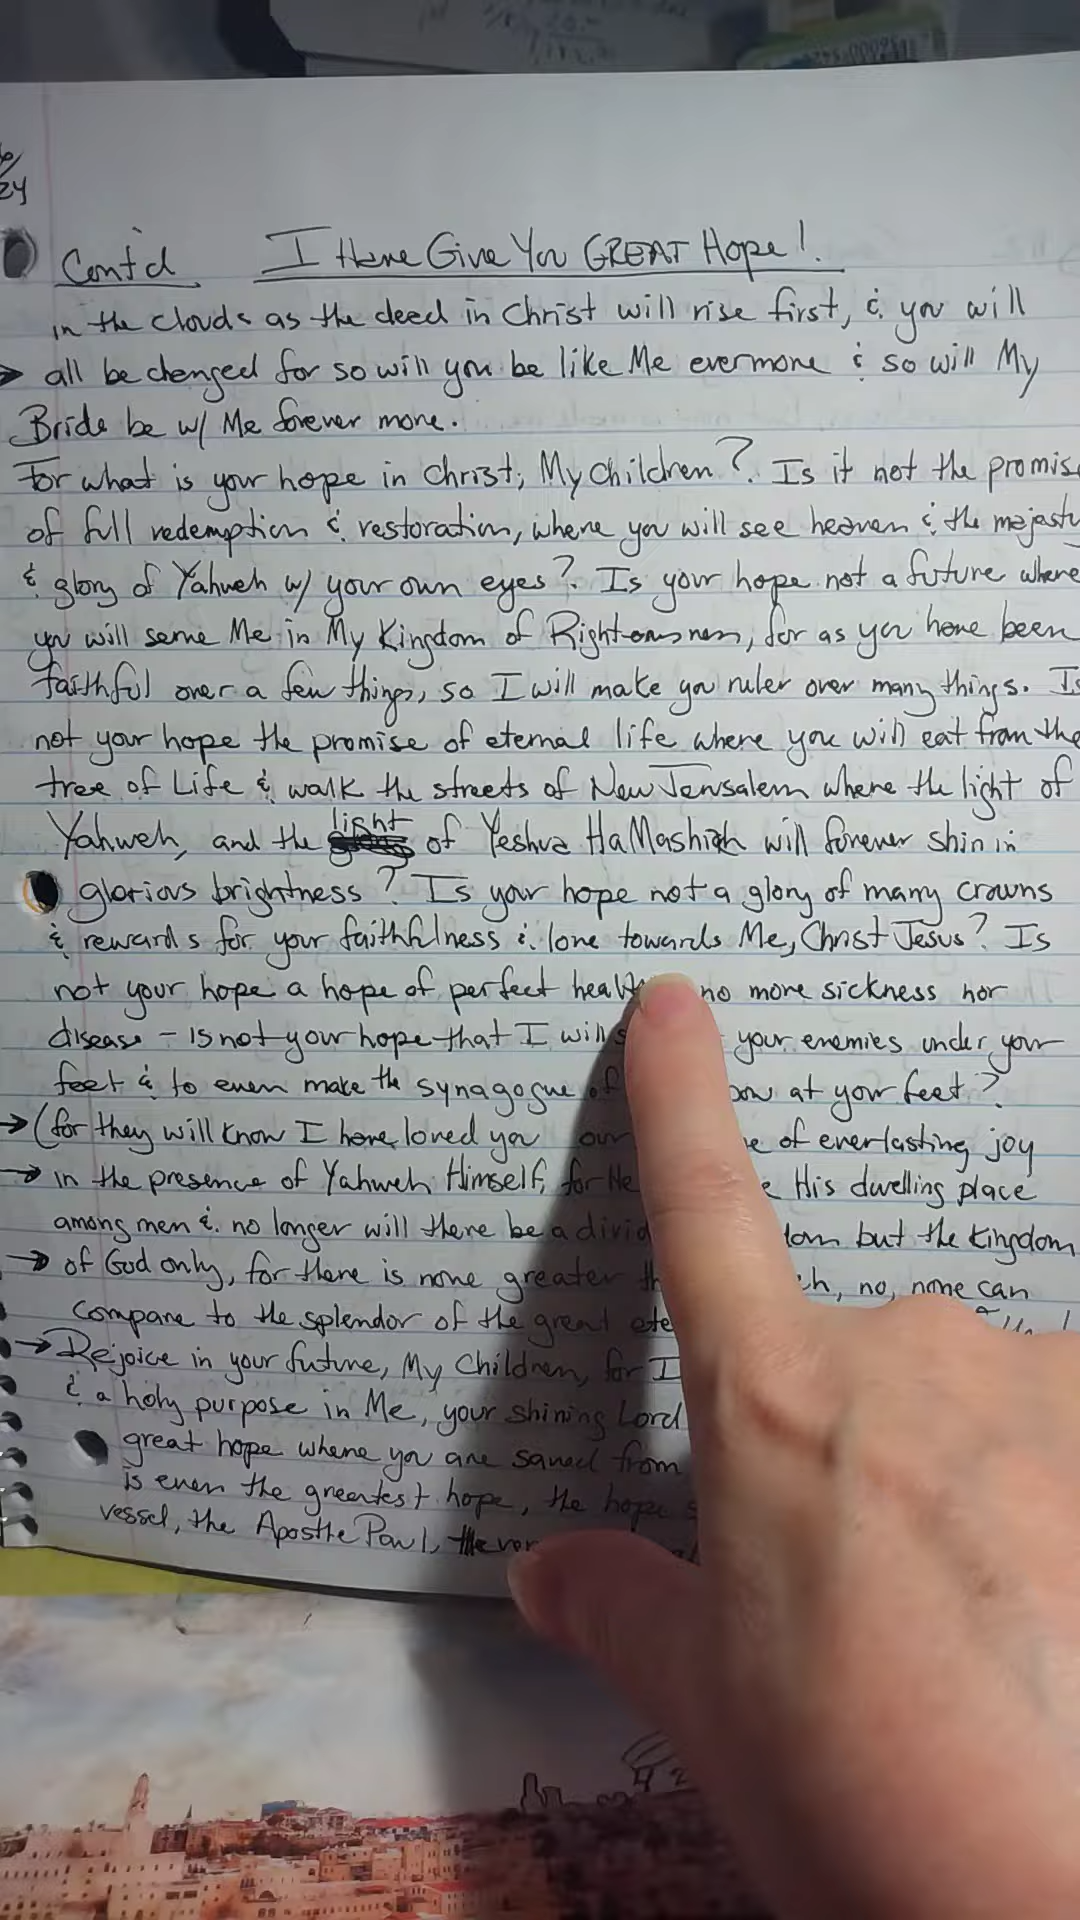 24
Cont'd I Have Give You GREAT Hope!
in the clouds as the dead in Christ will rise first, & you will
→ all be changed for so will you be like Me evermore & so will My
Bride be w/ Me forever more.
For what is your hope in Christ, My Children? Is it not the promis
of full redemption & restoration, where you will see heaven & the majesty
& glory of Yahweh w/ your own eyes? Is your hope not a future where
you will serve Me in My Kingdom of Righteousness, for as you have been
faithful over a few things, so I will make you ruler over many things. Is
not your hope the promise of eternal life where you will eat from the
tree of Life & walk the streets of New Jerusalem where the light of
Yahweh, and the light of Yeshua HaMashiach will forever shin in
glorious brightness? Is your hope not a glory of many crowns
& rewards for your faithfulness & love towards Me, Christ Jesus? Is
not your hope a hope of perfect no more sickness nor
disease – is not your hope that I will your enemies under your
feet & to even make the synagogue of at your feet?
→ (for they will know I have loved you of everlasting joy
→ in the presence of Yahweh Himself, for He His dwelling place
among men & no longer will there be a but the Kingdom
→ of God only, for there is none greater no, none can
compare to the splendor of the great
→ Rejoice in your future, My Children, for I
& a holy purpose in Me, your shining Lord
great hope where you are saved from
is even the greatest hope, the hope
vessel, the Apostle Paul, the